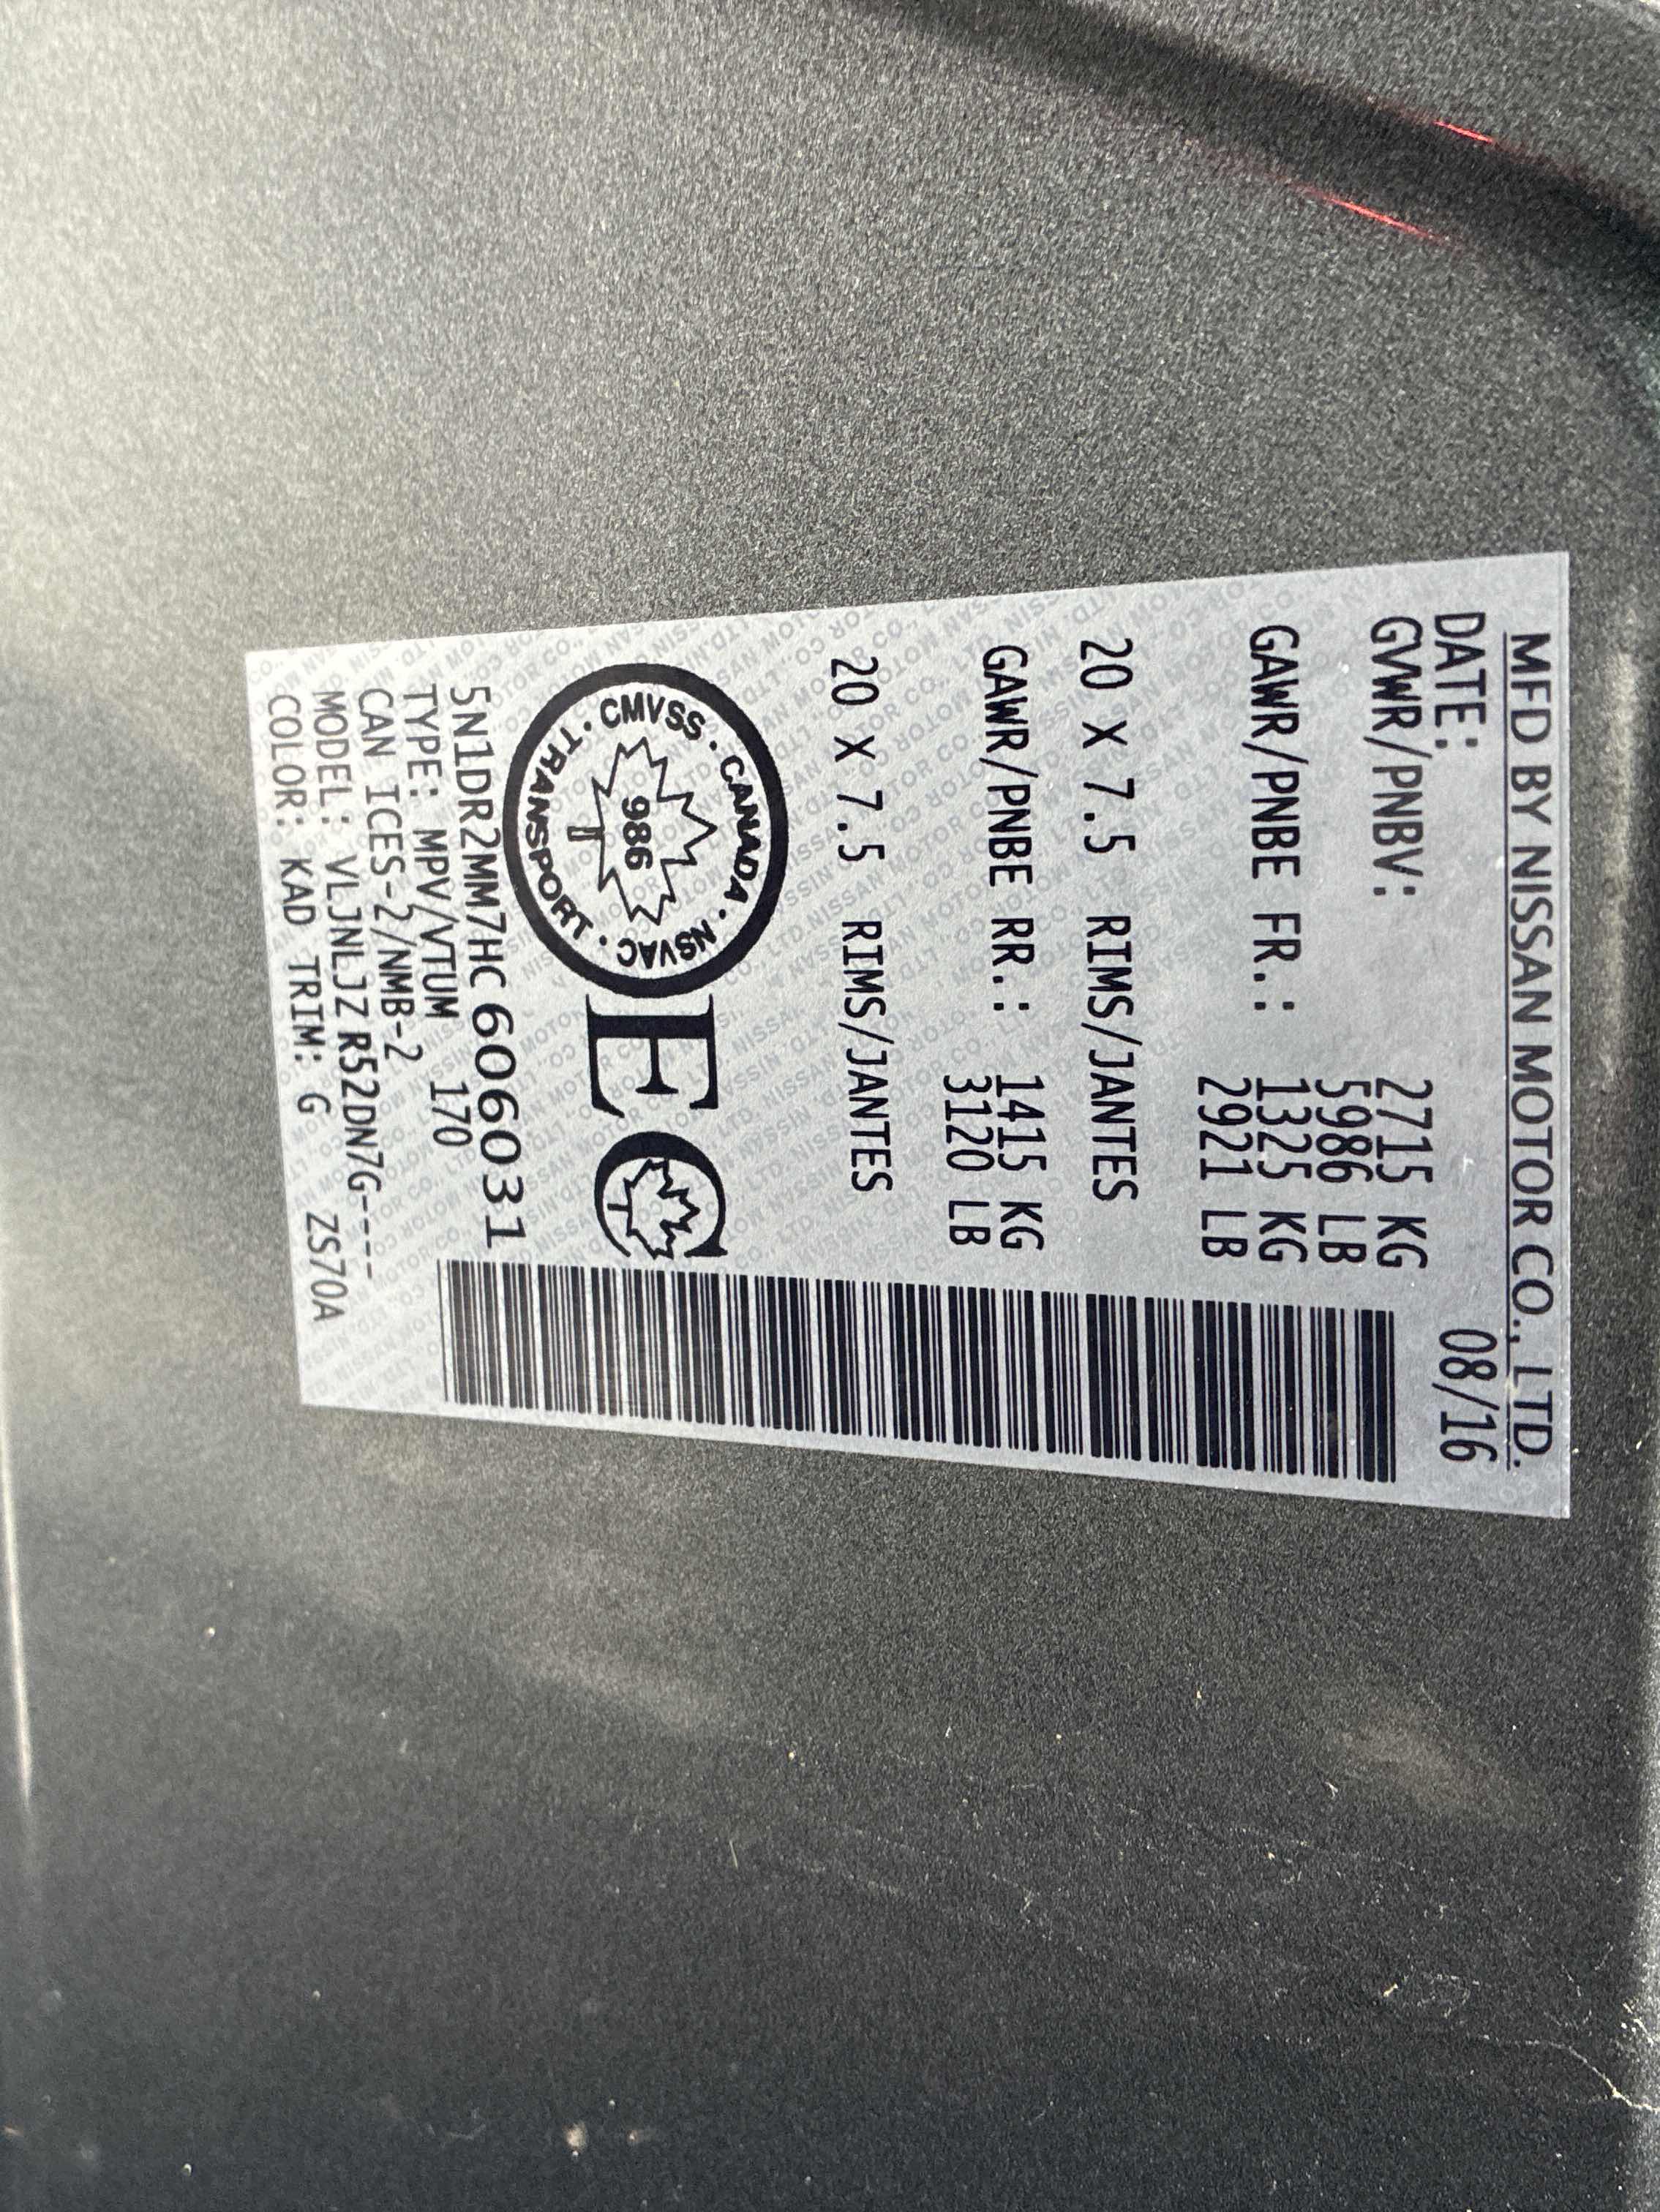 MFD BY NISSAN MOTOR CO., LTD.
DATE: 08/16
GVWR/PNBV: 2715 KG
5986 LB
GAWR/PNBE FR.: 1325 KG
2921 LB
20 X 7.5 RIMS/JANTES
GAWR/PNBE RR.: 1415 KG
3120 LB
20 X 7.5 RIMS/JANTES
CMVSS · CANADA · NSVAC · TRANSPORT ·
986
EC
5N1DR2MM7HC606031
TYPE: MPV/VTUM 170
CAN ICES-2/NMB-2
MODEL: VLJNLJZ R52DN7G----
COLOR: KAD TRIM: G ZS70A